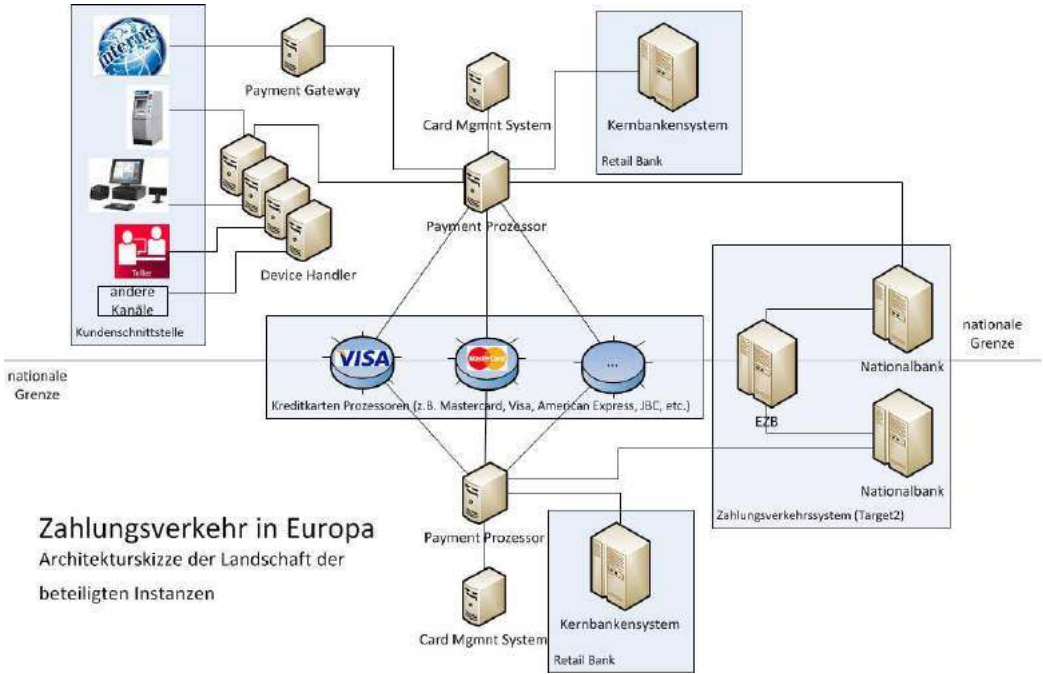 Interne
Payment Gateway
Card Mgmnt System
Kernbankensystem
Retail Bank
Payment Prozessor
Teller
Device Handler
andere
Kanäle
Kundenschnittstelle
nationale
Grenze
nationale
Grenze
VISA
MasterCard
...
Kreditkarten Prozessoren (z.B. Mastercard, Visa, American Express, JBC, etc.)
Nationalbank
EZB
Nationalbank
Zahlungsverkehrssystem (Target2)
Zahlungsverkehr in Europa
Architekturskizze der Landschaft der
beteiligten Instanzen
Payment Prozessor
Card Mgmnt System
Kernbankensystem
Retail Bank